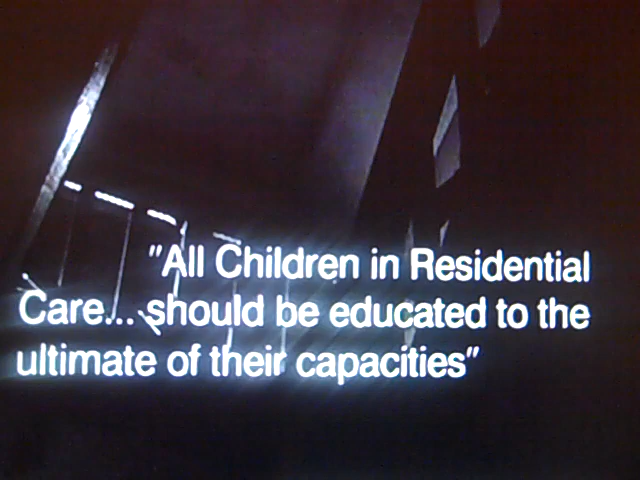 "All Children in Residential
Care... should be educated to the
ultimate of their capacities"